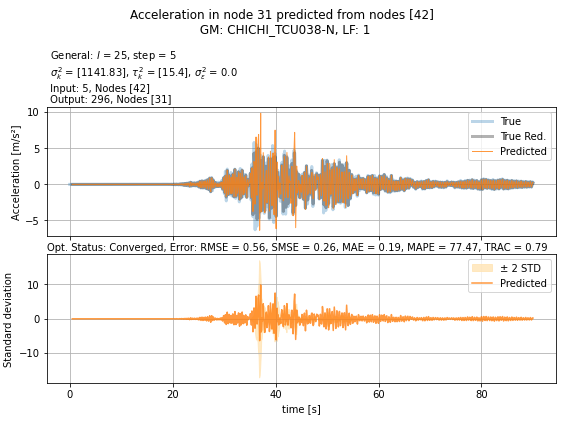 Acceleration in node 31 predicted from nodes [42]
GM: CHICHI_TCU038-N, LF: 1
General: l = 25, step = 5
σ²ₖ = [1141.83], τ²ₖ = [15.4], σ²ε = 0.0
Input: 5, Nodes [42]
Output: 296, Nodes [31]
Acceleration [m/s²]
10
5
0
−5
True
True Red.
Predicted
Opt. Status: Converged, Error: RMSE = 0.56, SMSE = 0.26, MAE = 0.19, MAPE = 77.47, TRAC = 0.79
Standard deviation
10
0
−10
± 2 STD
Predicted
0 20 40 60 80
time [s]